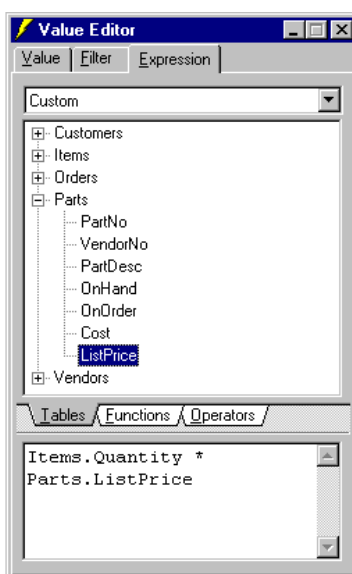 Value Editor
Value Filter Expression
Custom
Customers
Items
Orders
Parts
PartNo
VendorNo
PartDesc
OnHand
OnOrder
Cost
ListPrice
Vendors
Tables Functions Operators
Items.Quantity *
Parts.ListPrice